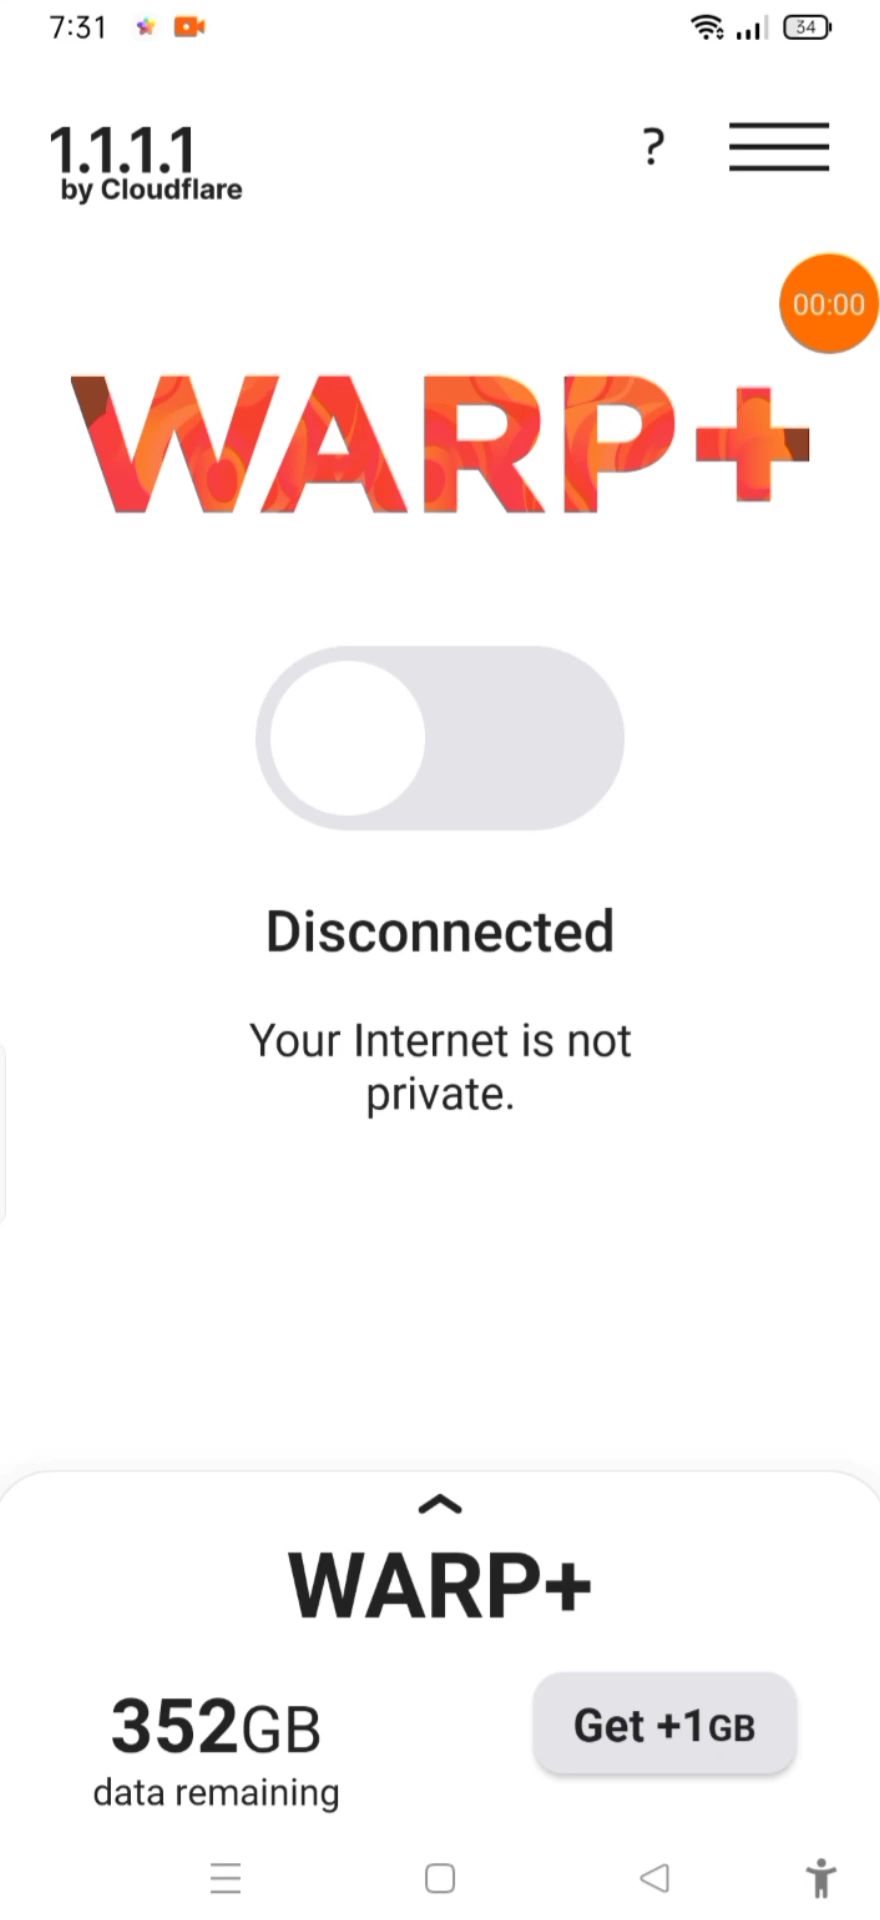 7:31
34
1.1.1.1
by Cloudflare
?
00:00
WARP+
Disconnected
Your Internet is not
private.
WARP+
352GB
Get +1GB
data remaining